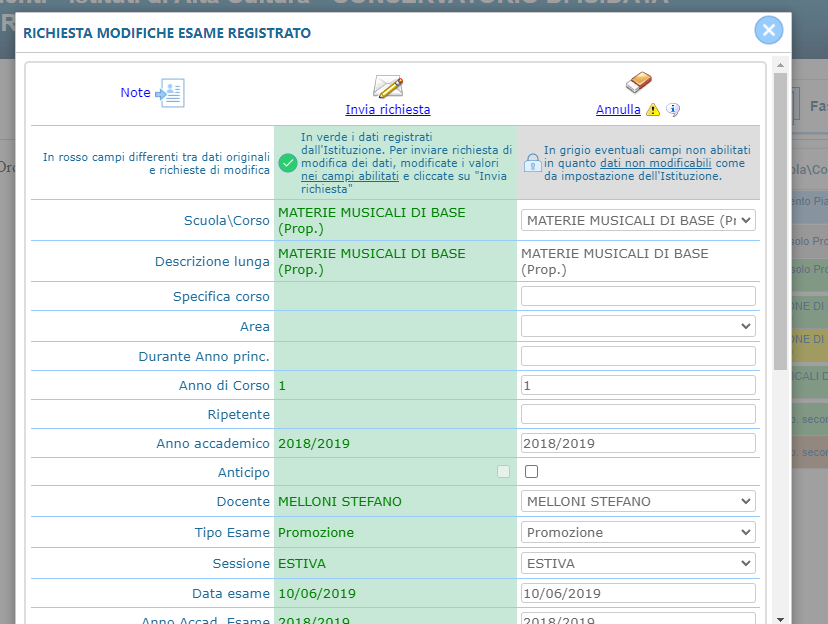 RICHIESTA MODIFICHE ESAME REGISTRATO
Note
Invia richiesta
Annulla
In rosso campi differenti tra dati originali
e richieste di modifica
In verde i dati registrati
dall'Istituzione. Per inviare richiesta di
modifica dei dati, modificate i valori
nei campi abilitati e cliccate su "Invia
richiesta"
In grigio eventuali campi non abilitati
in quanto dati non modificabili come
da impostazione dell'Istituzione.
Scuola\Corso
MATERIE MUSICALI DI BASE
(Prop.)
MATERIE MUSICALI DI BASE (Pr
Descrizione lunga
MATERIE MUSICALI DI BASE
(Prop.)
MATERIE MUSICALI DI BASE
(Prop.)
Specifica corso
Area
Durante Anno princ.
Anno di Corso 1 1
Ripetente
Anno accademico 2018/2019 2018/2019
Anticipo
Docente MELLONI STEFANO MELLONI STEFANO
Tipo Esame Promozione Promozione
Sessione ESTIVA ESTIVA
Data esame 10/06/2019 10/06/2019
Anno Accad. Esame 2018/2019 2018/2019